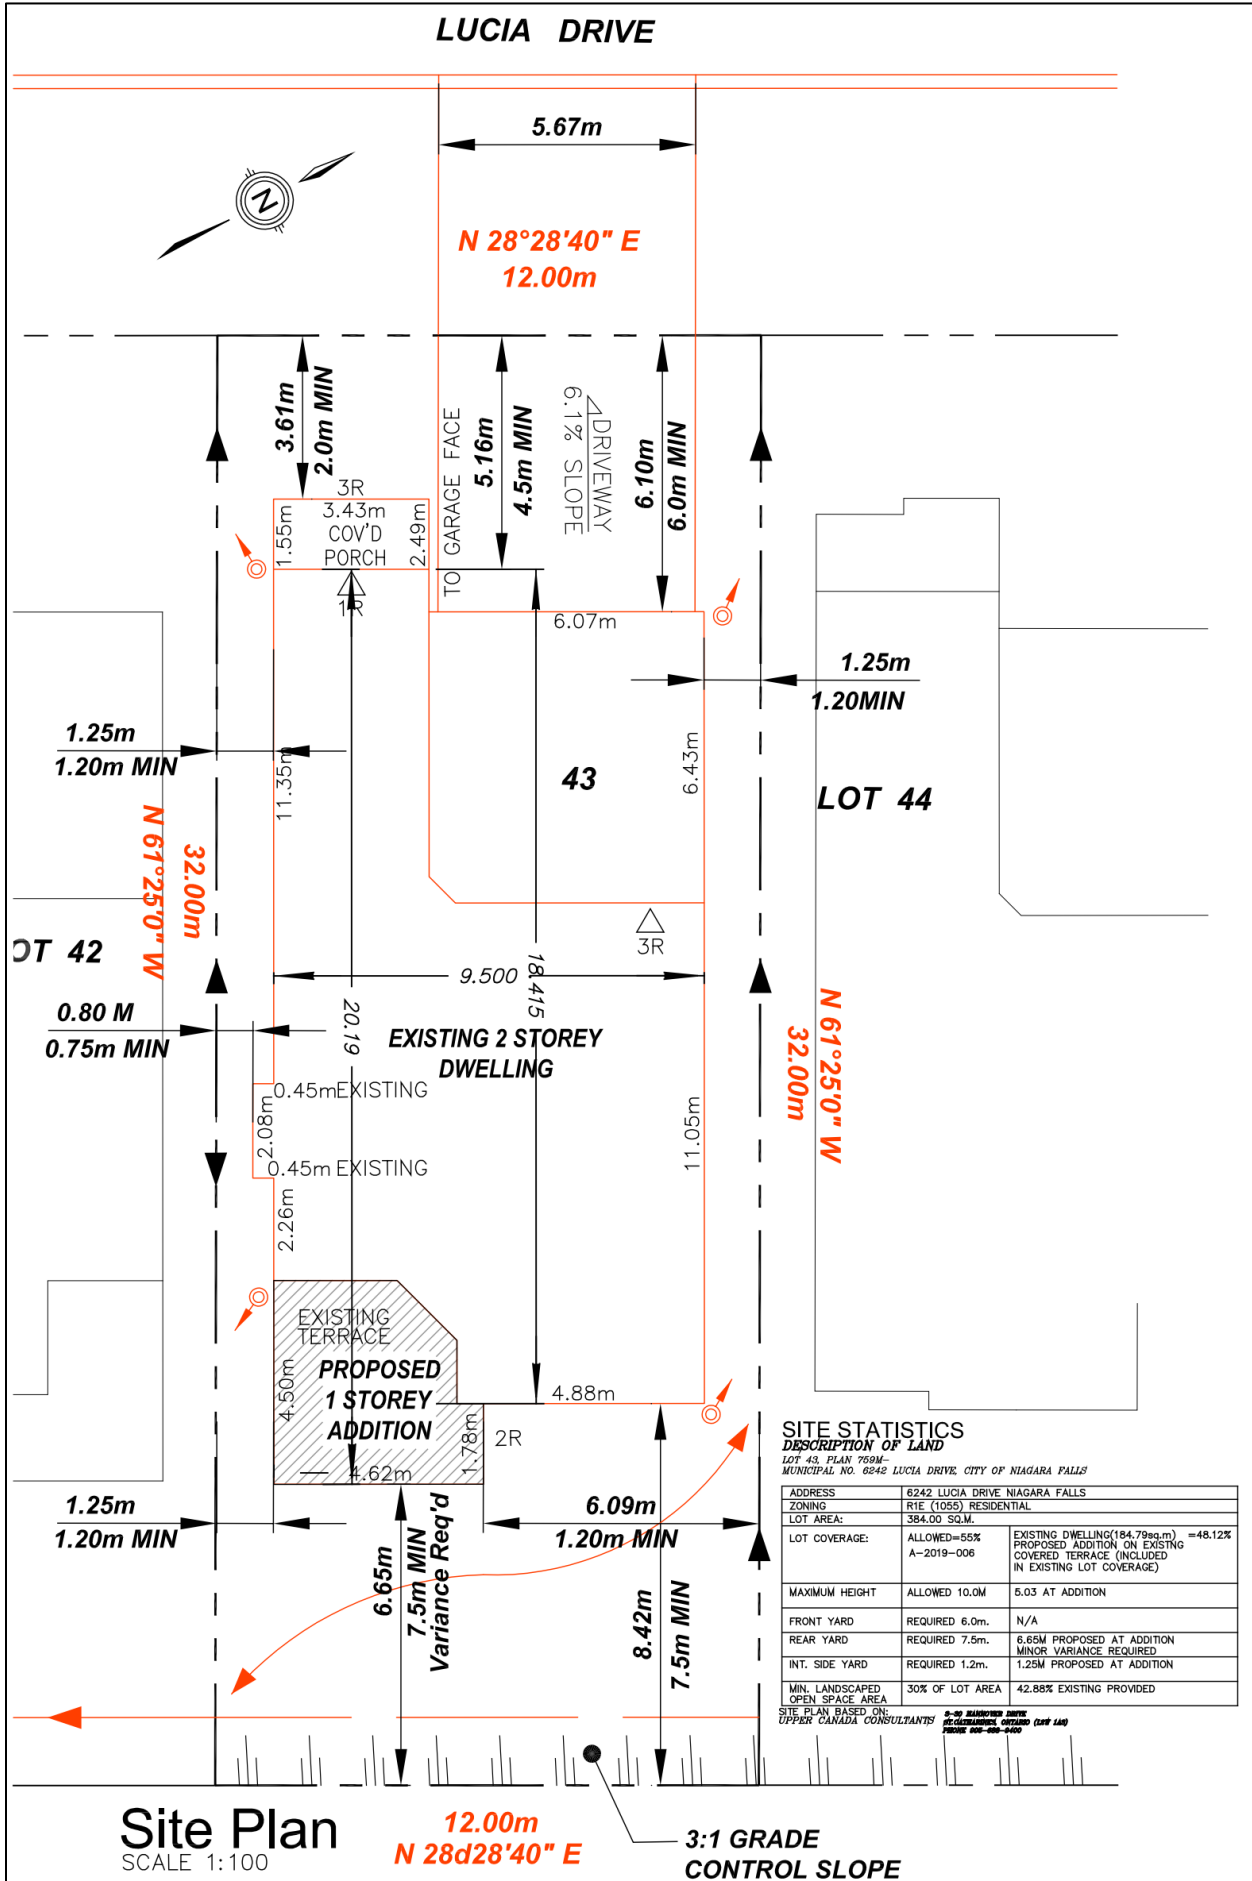 LUCIA DRIVE
5.67m
N
N 28°28'40" E
12.00m
3.61m
2.0m MIN
TO GARAGE FACE
5.16m
4.5m MIN
DRIVEWAY
6.1% SLOPE
6.10m
6.0m MIN
3R
3.43m
COV'D
PORCH
1.55m
2.49m
1R
6.07m
1.25m
1.20MIN
1.25m
1.20m MIN
11.35m
43
6.43m
LOT 44
N 61°25'0" W
32.00m
OT 42
3R
9.500
18.415
20.19
0.80 M
0.75m MIN
EXISTING 2 STOREY
DWELLING
N 61°25'0" W
32.00m
0.45m EXISTING
2.08m
0.45m EXISTING
11.05m
2.26m
EXISTING
TERRACE
PROPOSED
1 STOREY
ADDITION
4.50m
4.88m
1.78m
2R
4.62m
1.25m
1.20m MIN
6.09m
1.20m MIN
6.65m
7.5m MIN
Variance Req'd
8.42m
7.5m MIN
SITE STATISTICS
DESCRIPTION OF LAND
LOT 43, PLAN 759M-
MUNICIPAL NO. 6242 LUCIA DRIVE, CITY OF NIAGARA FALLS
ADDRESS 6242 LUCIA DRIVE NIAGARA FALLS
ZONING R1E (1055) RESIDENTIAL
LOT AREA: 384.00 SQ.M.
LOT COVERAGE: ALLOWED=55% EXISTING DWELLING(184.79sq.m) =48.12%
A-2019-006 PROPOSED ADDITION ON EXISTNG
COVERED TERRACE (INCLUDED
IN EXISTING LOT COVERAGE)
MAXIMUM HEIGHT ALLOWED 10.0M 5.03 AT ADDITION
FRONT YARD REQUIRED 6.0m. N/A
REAR YARD REQUIRED 7.5m. 6.65M PROPOSED AT ADDITION
MINOR VARIANCE REQUIRED
INT. SIDE YARD REQUIRED 1.2m. 1.25M PROPOSED AT ADDITION
MIN. LANDSCAPED 30% OF LOT AREA 42.88% EXISTING PROVIDED
OPEN SPACE AREA
SITE PLAN BASED ON:
UPPER CANADA CONSULTANTS
3-30 HANNOVER DRIVE
ST.CATHARINES, ONTARIO (L2W 1A3)
Site Plan
SCALE 1:100
12.00m
N 28d28'40" E
3:1 GRADE
CONTROL SLOPE